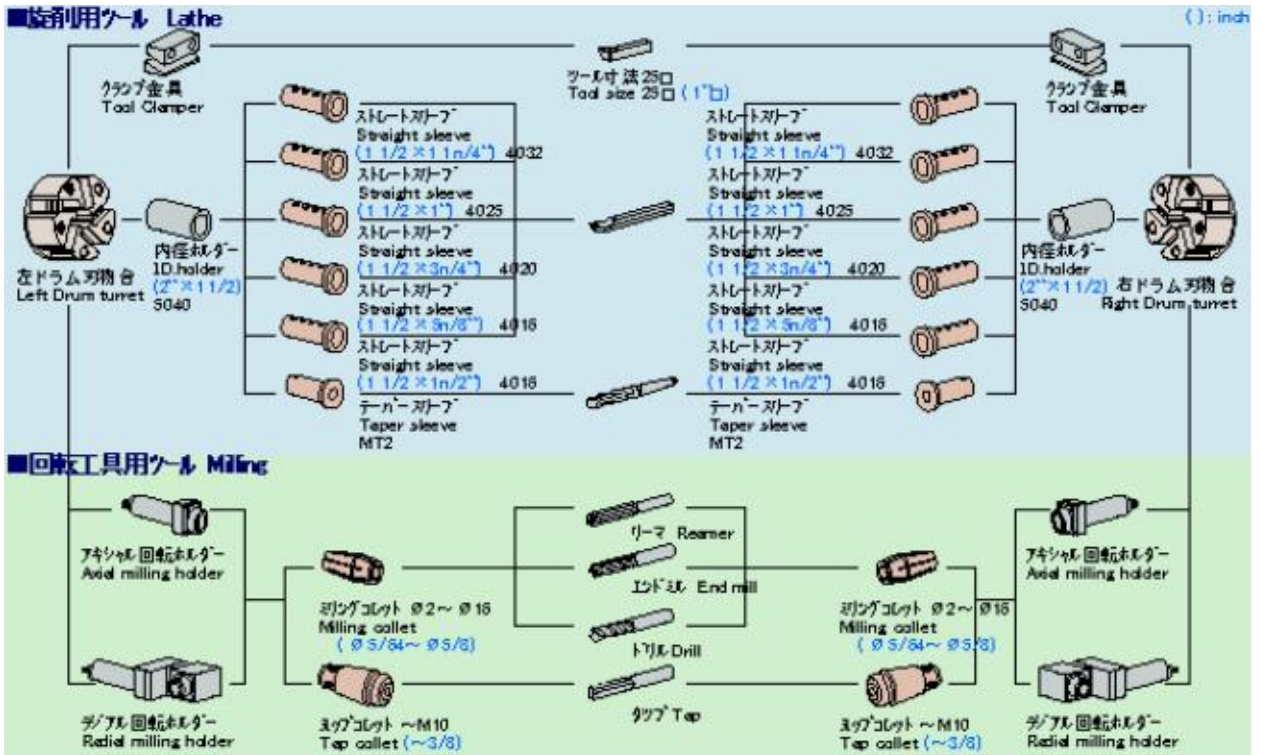 ■旋削用ツール Lathe
( ): inch
クランプ金具
Tool Clamper
ツール寸法25□
Tool size 25□ (1"□)
クランプ金具
Tool Clamper
ストレートスリーブ
Straight sleeve
(1 1/2 × 1 1n/4") 4032
ストレートスリーブ
Straight sleeve
(1 1/2 × 1") 4025
ストレートスリーブ
Straight sleeve
(1 1/2 × 3n/4") 4020
ストレートスリーブ
Straight sleeve
(1 1/2 × 5n/8") 4016
ストレートスリーブ
Straight sleeve
(1 1/2 × 1n/2") 4016
テーパースリーブ
Taper sleeve
MT2
ストレートスリーブ
Straight sleeve
(1 1/2 × 1 1n/4") 4032
ストレートスリーブ
Straight sleeve
(1 1/2 × 1") 4025
ストレートスリーブ
Straight sleeve
(1 1/2 × 3n/4") 4020
ストレートスリーブ
Straight sleeve
(1 1/2 × 5n/8") 4016
ストレートスリーブ
Straight sleeve
(1 1/2 × 1n/2") 4016
テーパースリーブ
Taper sleeve
MT2
左ドラム刃物台
Left Drum turret
内径ホルダー
ID.holder
(2"×1 1/2)
5040
内径ホルダー
ID.holder
(2"×1 1/2)
5040
右ドラム刃物台
Right Drum turret
■回転工具用ツール Milling
アキシャル回転ホルダー
Axial milling holder
ラジアル回転ホルダー
Radial milling holder
ミリングコレット Ø2～Ø16
Milling collet
(Ø5/64～Ø5/8)
タップコレット ～M10
Tap collet (～3/8)
リーマ Reamer
エンドミル End mill
ドリル Drill
タップ Tap
ミリングコレット Ø2～Ø16
Milling collet
(Ø5/64～Ø5/8)
タップコレット ～M10
Tap collet (～3/8)
アキシャル回転ホルダー
Axial milling holder
ラジアル回転ホルダー
Radial milling holder